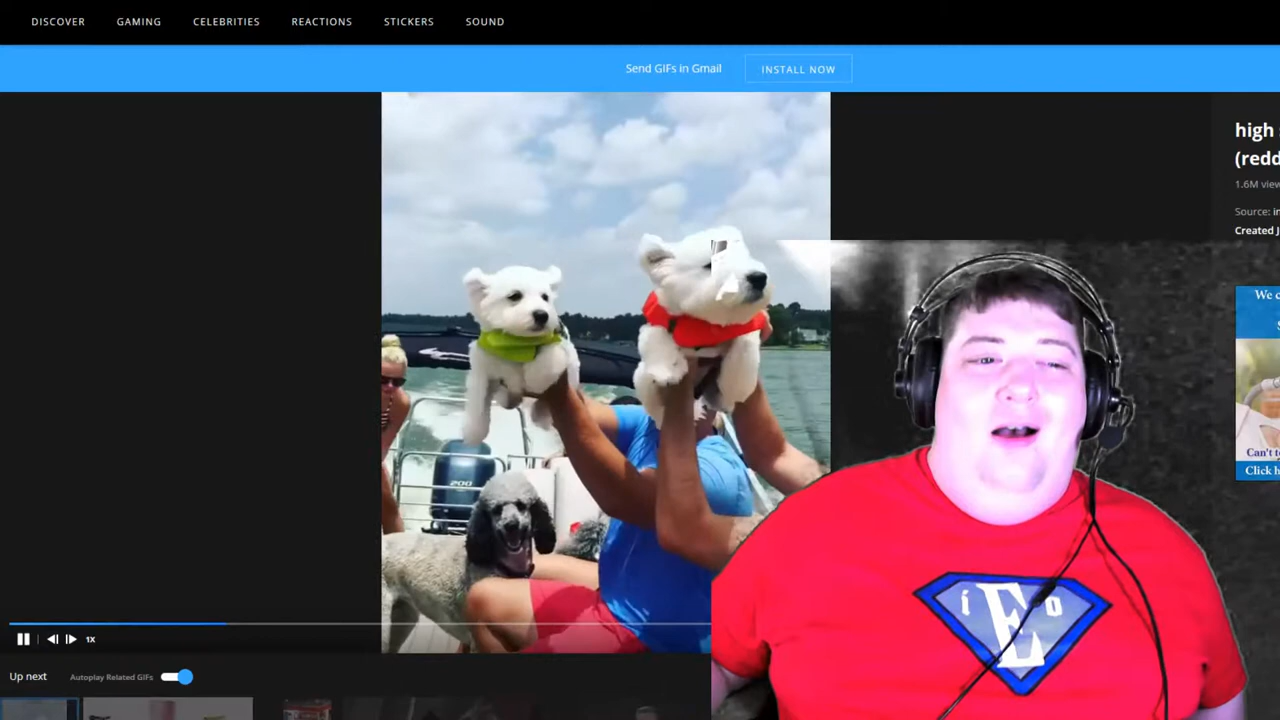 DISCOVER GAMING CELEBRITIES REACTIONS STICKERS SOUND
Send GIFs in Gmail INSTALL NOW
high
(redd
1.6M view
Source: in
Created J
We c
200
Can't t
Click h
í E o
1X
Up next Autoplay Related GIFs